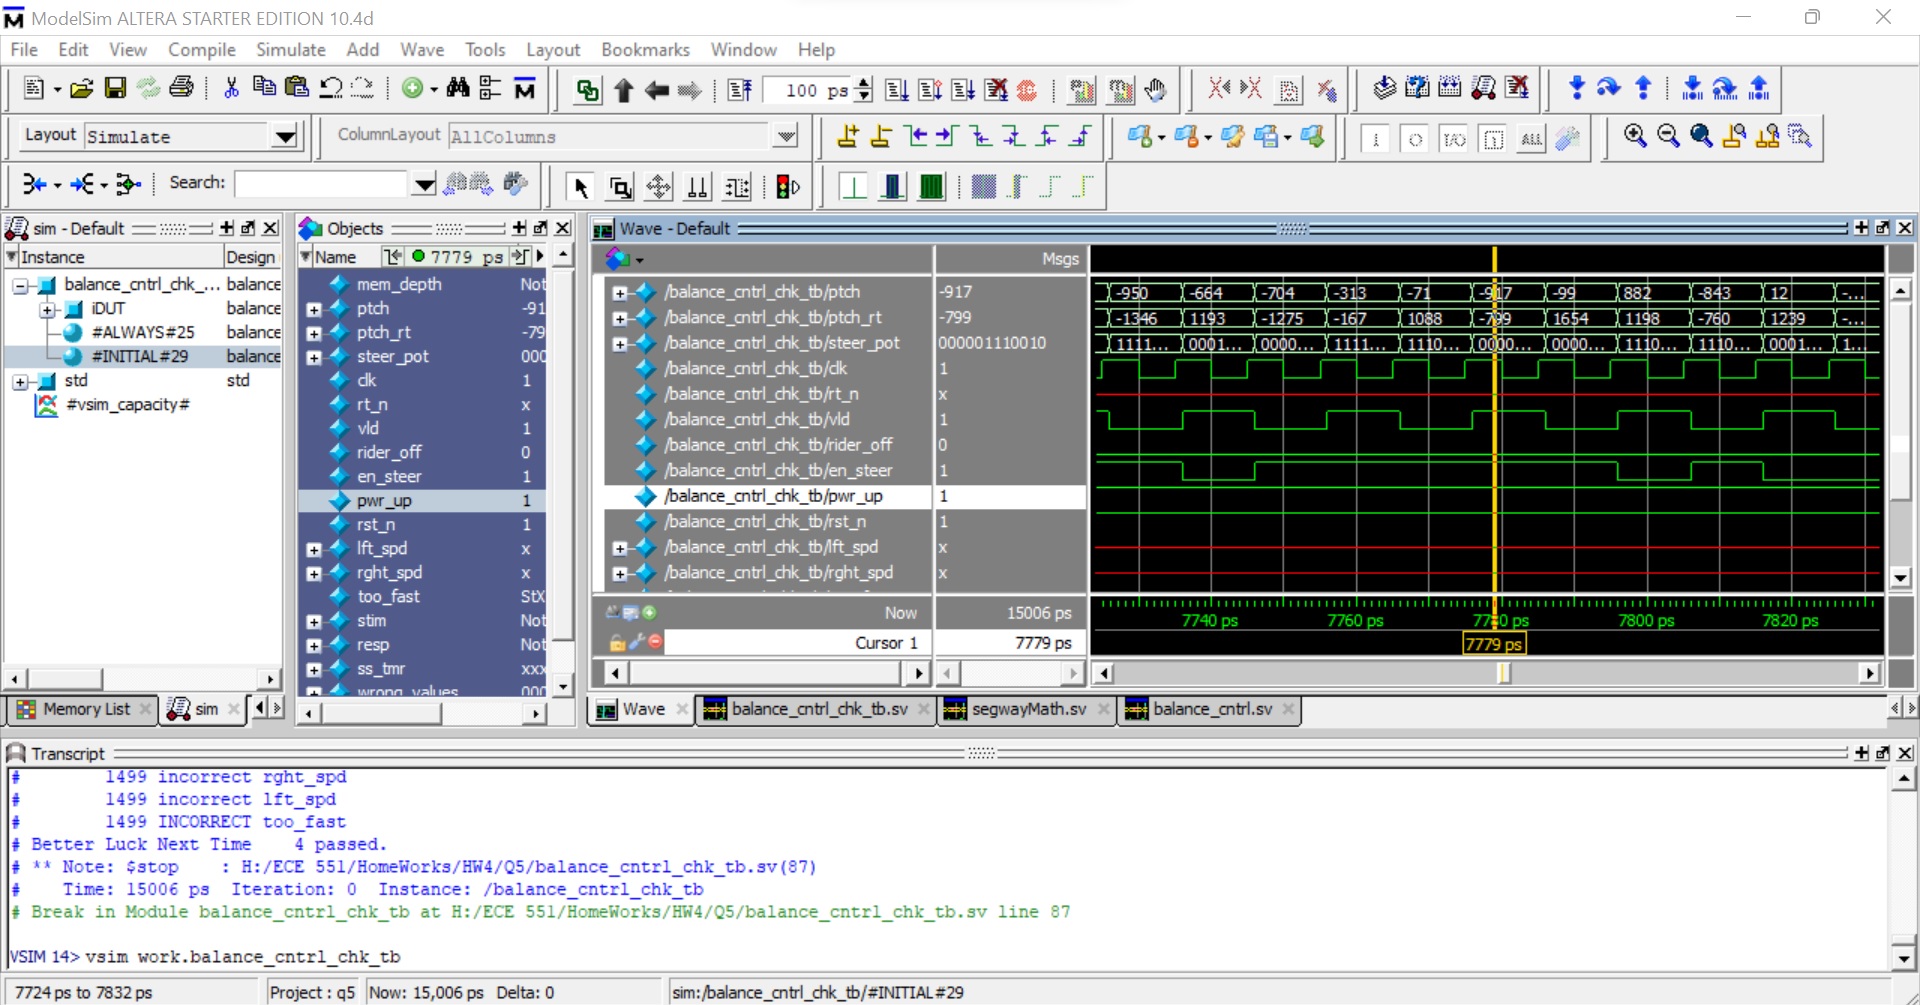 ModelSim ALTERA STARTER EDITION 10.4d
File Edit View Compile Simulate Add Wave Tools Layout Bookmarks Window Help
100 ps
Layout Simulate
ColumnLayout AllColumns
Search:
sim - Default
Instance Design
balance_cntrl_chk_... balance
iDUT balance
#ALWAYS#25 balance
#INITIAL#29 balance
std std
#vsim_capacity#
Memory List
sim
Objects
Name 7779 ps
mem_depth Not
ptch -91
ptch_rt -79
steer_pot 000
clk 1
rt_n x
vld 1
rider_off 0
en_steer 1
pwr_up 1
rst_n 1
lft_spd x
rght_spd x
too_fast StX
stim Not
resp Not
ss_tmr xxx
wrong_values 000
Wave - Default
Msgs
/balance_cntrl_chk_tb/ptch -917 -950 -664 -704 -313 -71 -917 -99 882 -843 12 -...
/balance_cntrl_chk_tb/ptch_rt -799 -1346 1193 -1275 -167 1088 -799 1654 1198 -760 1239 -...
/balance_cntrl_chk_tb/steer_pot 000001110010 1111... 0001... 0000... 1111... 1110... 0000... 0000... 1110... 1110... 0001... 1...
/balance_cntrl_chk_tb/clk 1
/balance_cntrl_chk_tb/rt_n x
/balance_cntrl_chk_tb/vld 1
/balance_cntrl_chk_tb/rider_off 0
/balance_cntrl_chk_tb/en_steer 1
/balance_cntrl_chk_tb/pwr_up 1
/balance_cntrl_chk_tb/rst_n 1
/balance_cntrl_chk_tb/lft_spd x
/balance_cntrl_chk_tb/rght_spd x
Now 15006 ps 7740 ps 7760 ps 7780 ps 7800 ps 7820 ps
Cursor 1 7779 ps 7779 ps
Wave balance_cntrl_chk_tb.sv segwayMath.sv balance_cntrl.sv
Transcript
# 1499 incorrect rght_spd
# 1499 incorrect lft_spd
# 1499 INCORRECT too_fast
# Better Luck Next Time 4 passed.
# ** Note: $stop : H:/ECE 551/HomeWorks/HW4/Q5/balance_cntrl_chk_tb.sv(87)
# Time: 15006 ps Iteration: 0 Instance: /balance_cntrl_chk_tb
# Break in Module balance_cntrl_chk_tb at H:/ECE 551/HomeWorks/HW4/Q5/balance_cntrl_chk_tb.sv line 87
VSIM 14> vsim work.balance_cntrl_chk_tb
7724 ps to 7832 ps Project : q5 Now: 15,006 ps Delta: 0 sim:/balance_cntrl_chk_tb/#INITIAL#29